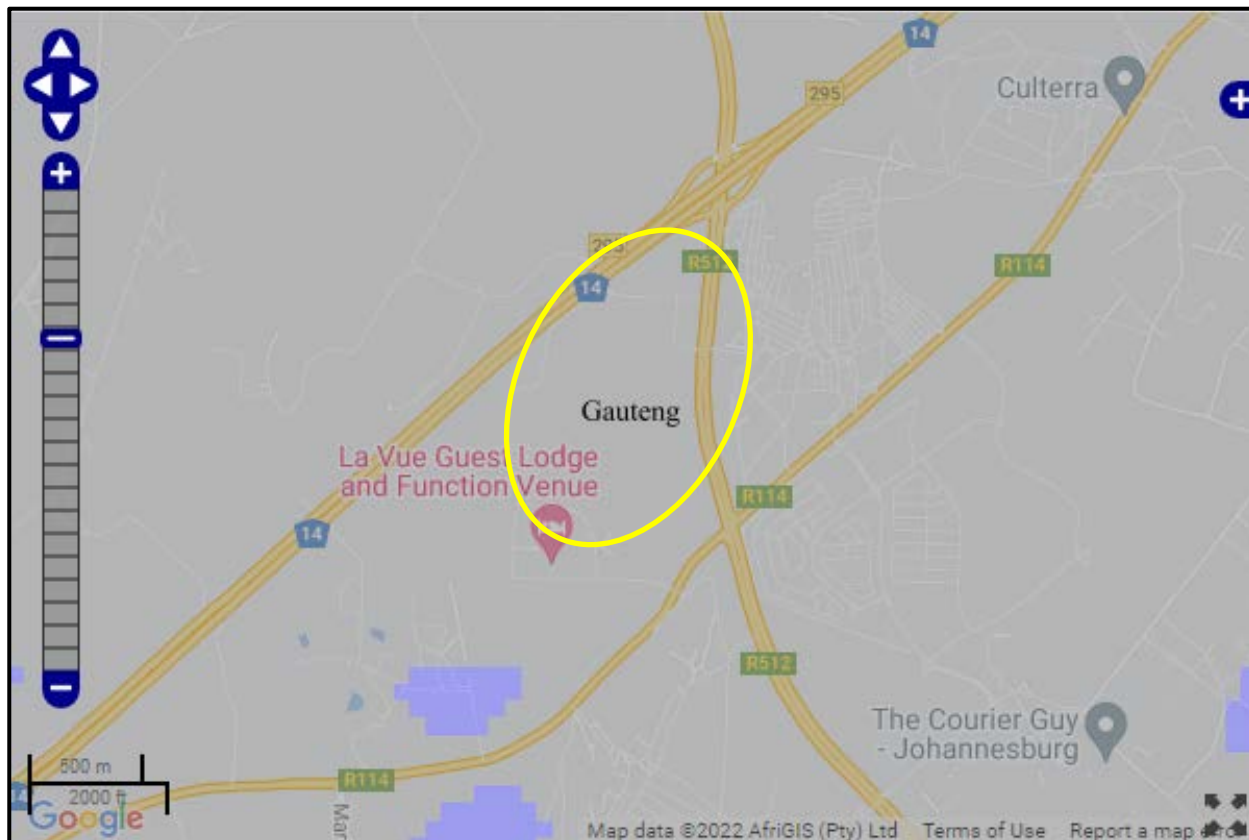 14
295
Culterra
295
R512
R114
14
Gauteng
La Vue Guest Lodge
and Function Venue
R114
14
R512
The Courier Guy
- Johannesburg
500 m
R114
2000 ft
14
Google
Mar
Map data ©2022 AfriGIS (Pty) Ltd Terms of Use Report a map